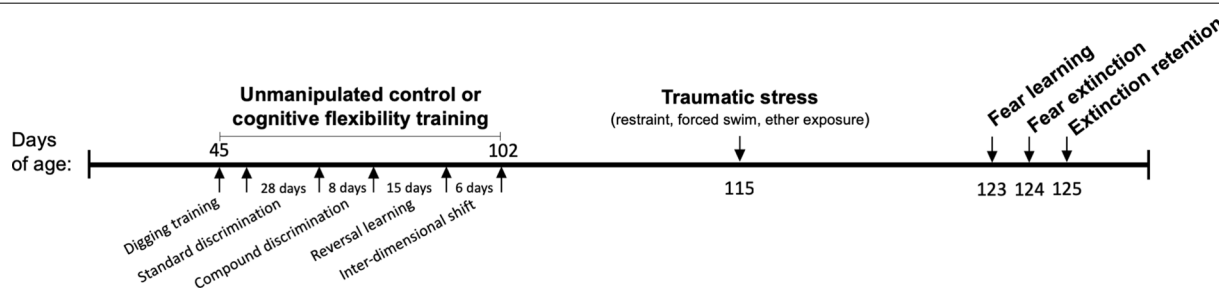 Unmanipulated control or
cognitive flexibility training
Traumatic stress
(restraint, forced swim, ether exposure)
Fear learning
Fear extinction
Extinction retention
Days
of age:
45
102
115
123
124
125
28 days
8 days
15 days
6 days
Digging training
Standard discrimination
Compound discrimination
Reversal learning
Inter-dimensional shift